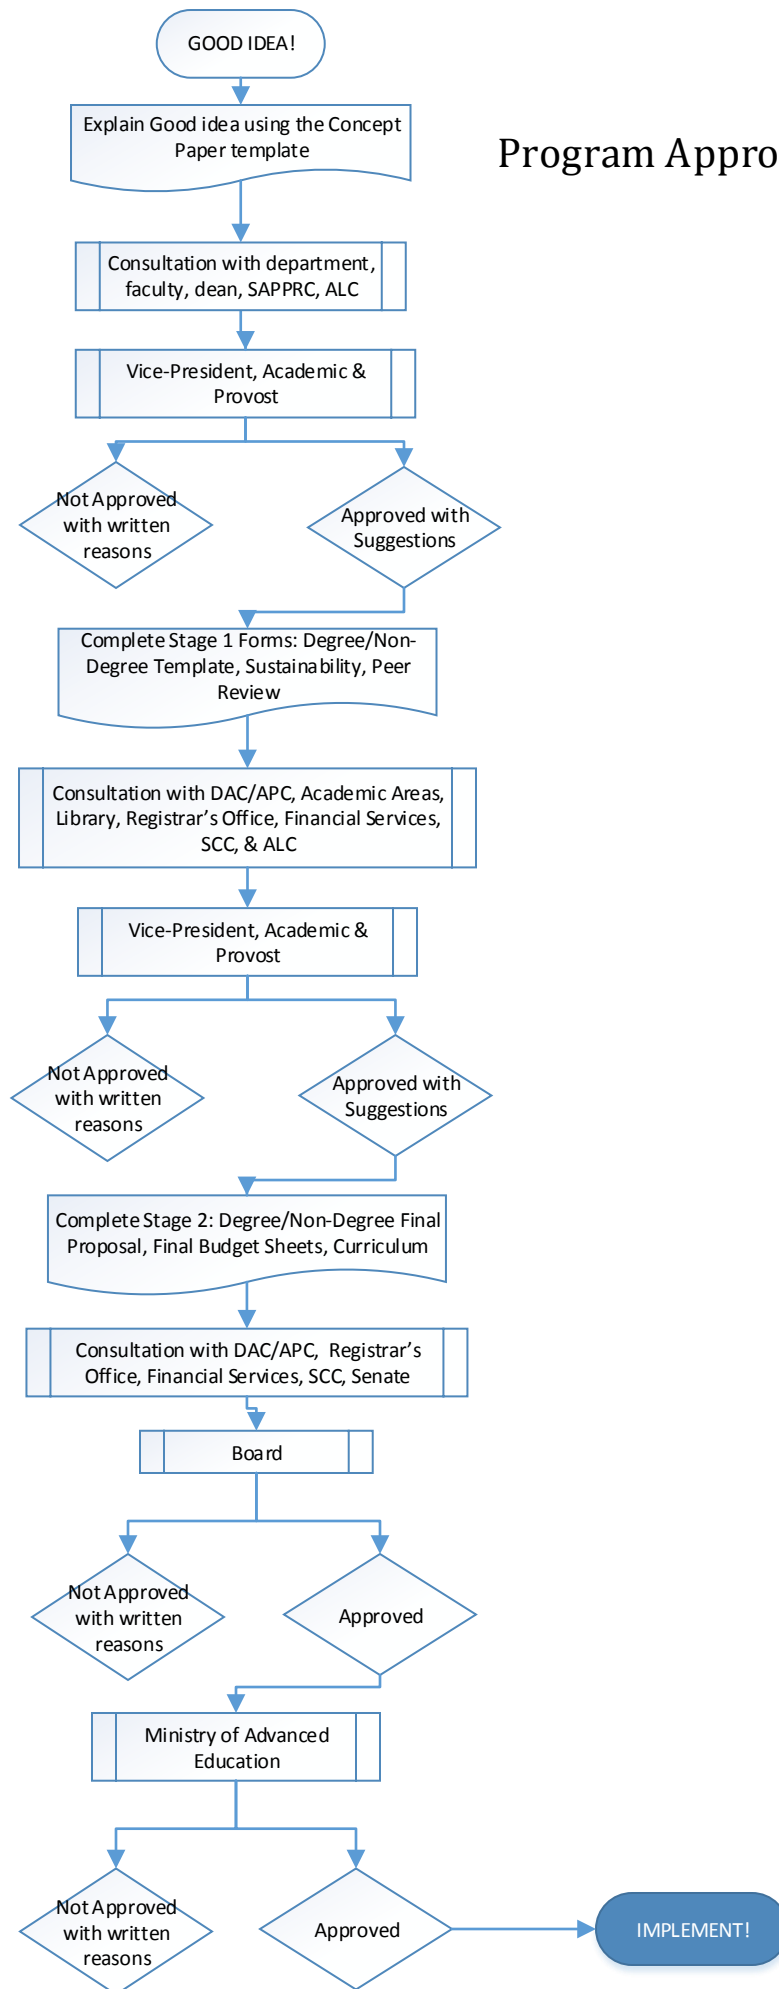 GOOD IDEA!
Explain Good idea using the Concept
Paper template
Program Appro
Consultation with department,
faculty, dean, SAPPRC, ALC
Vice-President, Academic &
Provost
Not Approved
with written
reasons
Approved with
Suggestions
Complete Stage 1 Forms: Degree/Non-
Degree Template, Sustainability, Peer
Review
Consultation with DAC/APC, Academic Areas,
Library, Registrar’s Office, Financial Services,
SCC, & ALC
Vice-President, Academic &
Provost
Not Approved
with written
reasons
Approved with
Suggestions
Complete Stage 2: Degree/Non-Degree Final
Proposal, Final Budget Sheets, Curriculum
Consultation with DAC/APC, Registrar’s
Office, Financial Services, SCC, Senate
Board
Not Approved
with written
reasons
Approved
Ministry of Advanced
Education
Not Approved
with written
reasons
Approved
IMPLEMENT!